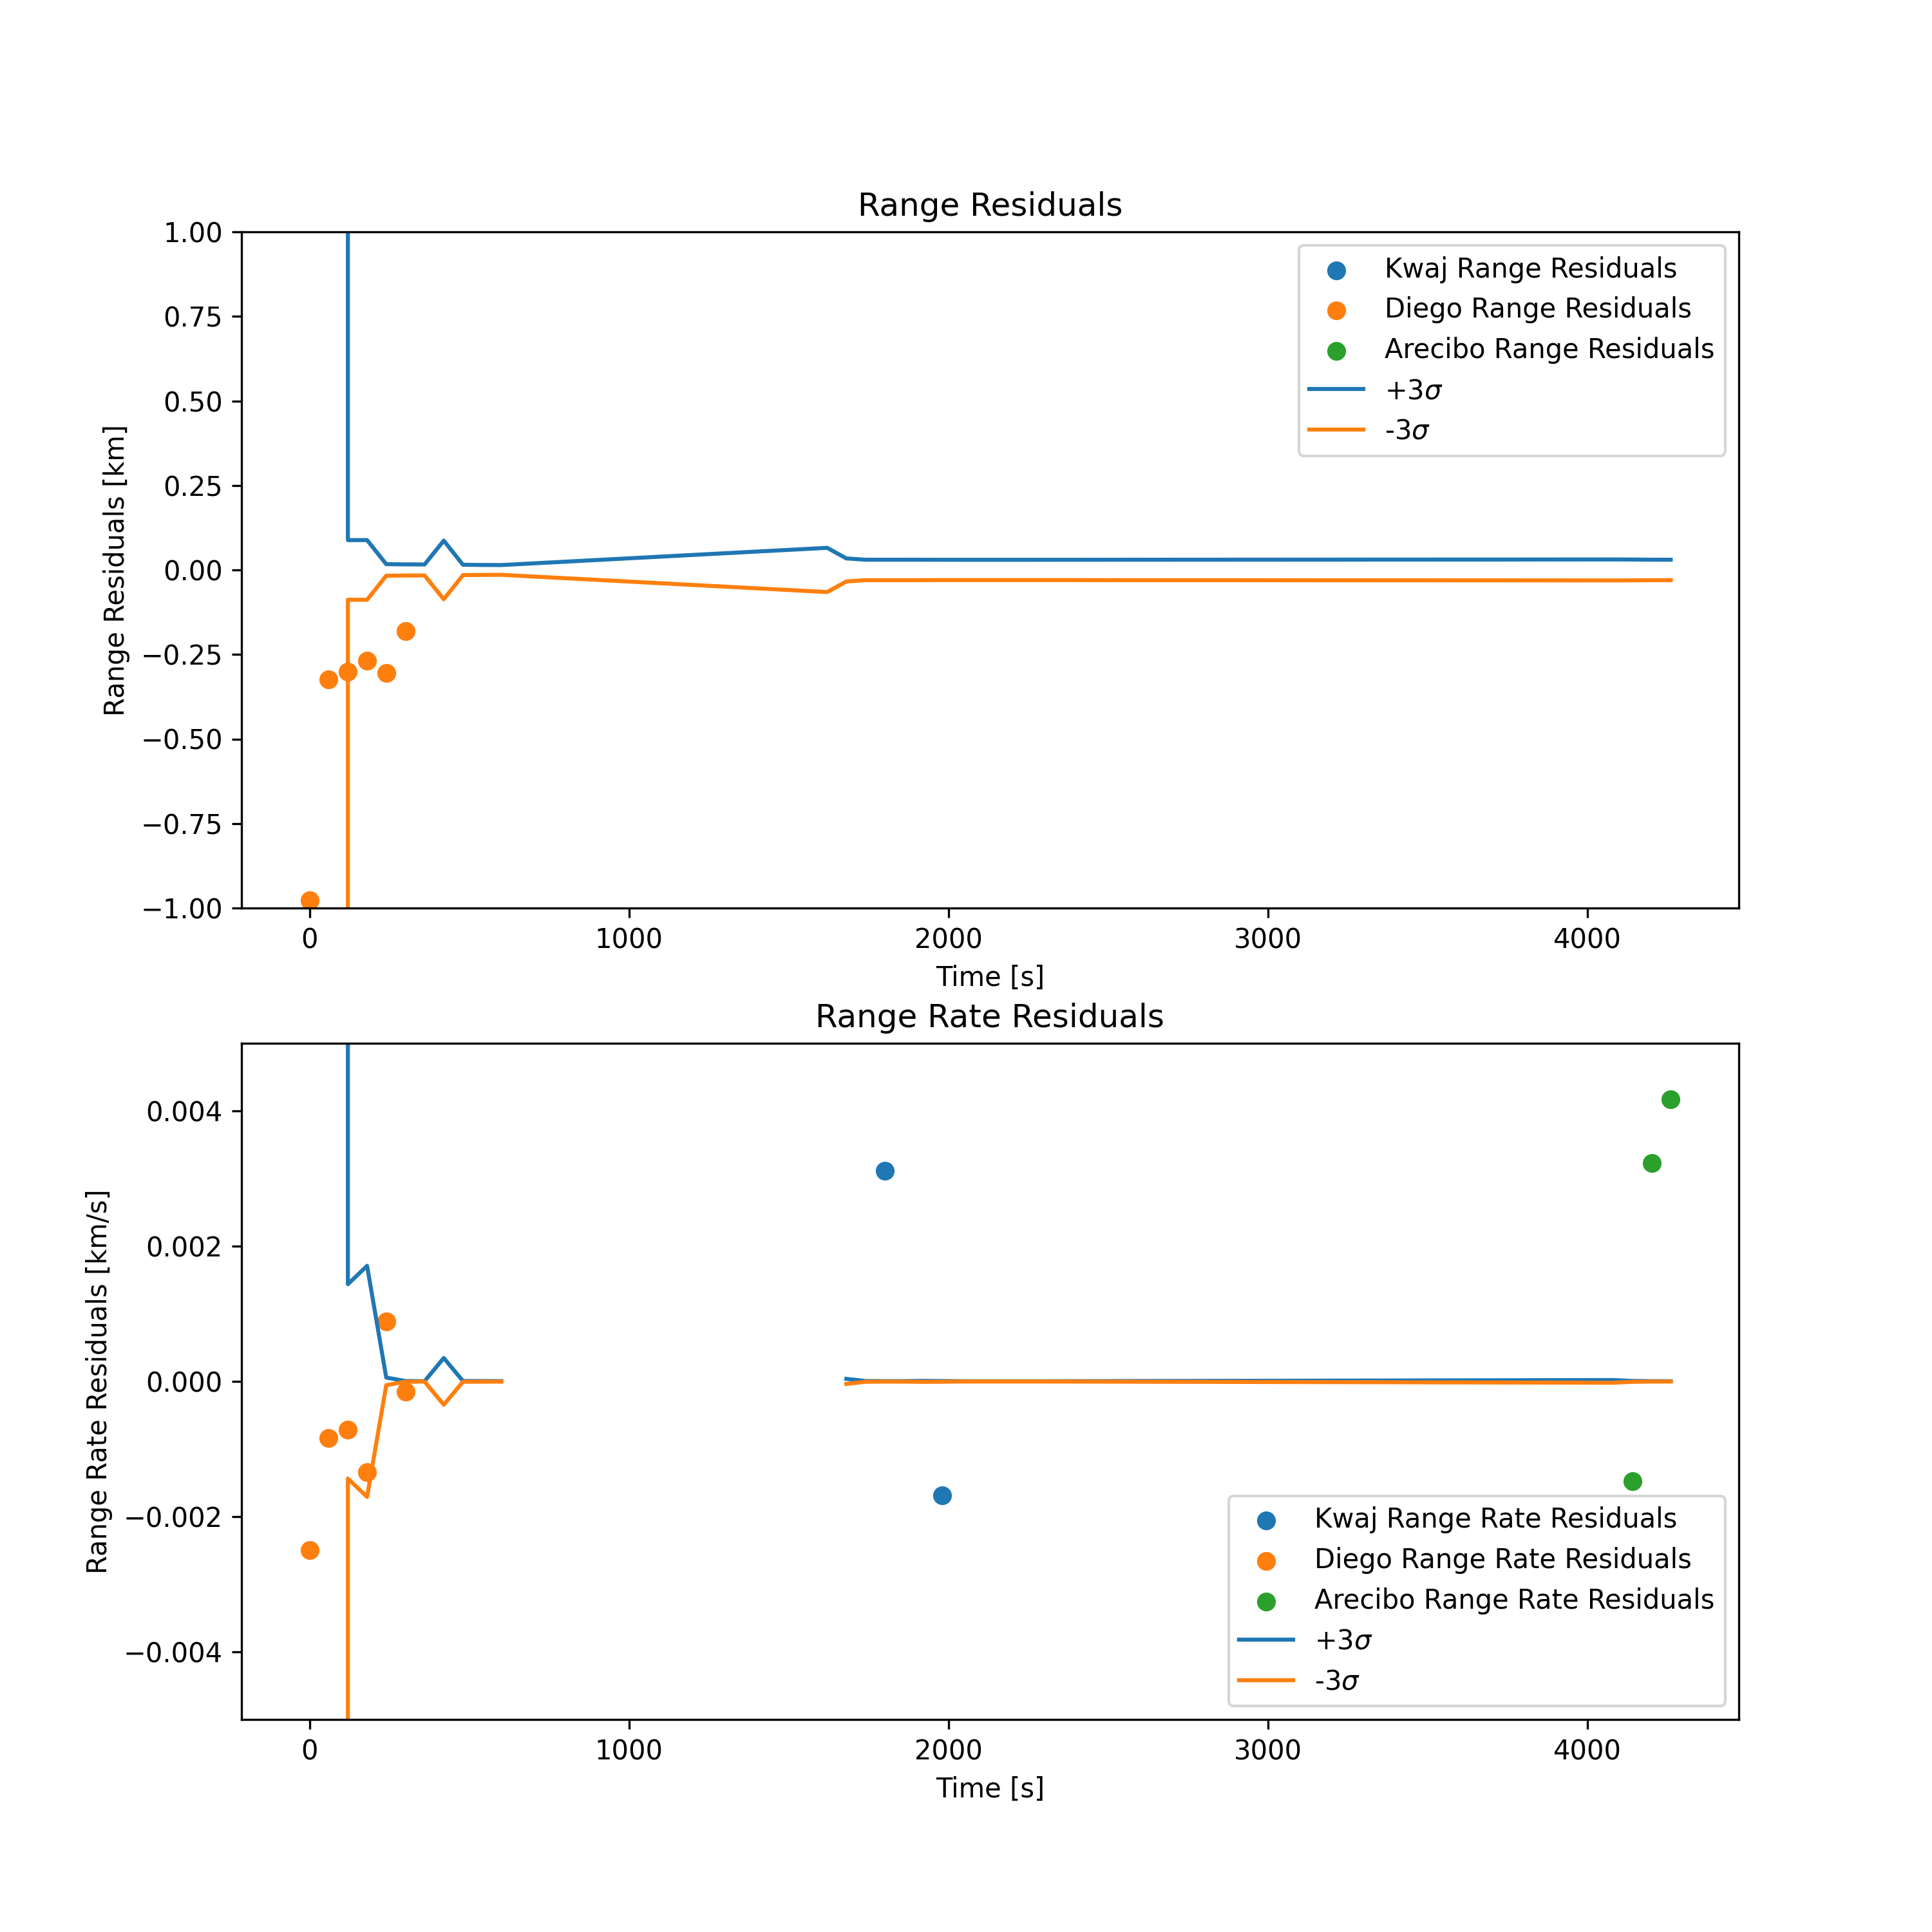 Range Residuals
1.00
0.75
0.50
0.25
0.00
−0.25
−0.50
−0.75
−1.00
Range Residuals [km]
Kwaj Range Residuals
Diego Range Residuals
Arecibo Range Residuals
+3σ
-3σ
0 1000 2000 3000 4000
Time [s]
Range Rate Residuals
0.004
0.002
0.000
−0.002
−0.004
Range Rate Residuals [km/s]
Kwaj Range Rate Residuals
Diego Range Rate Residuals
Arecibo Range Rate Residuals
+3σ
-3σ
0 1000 2000 3000 4000
Time [s]